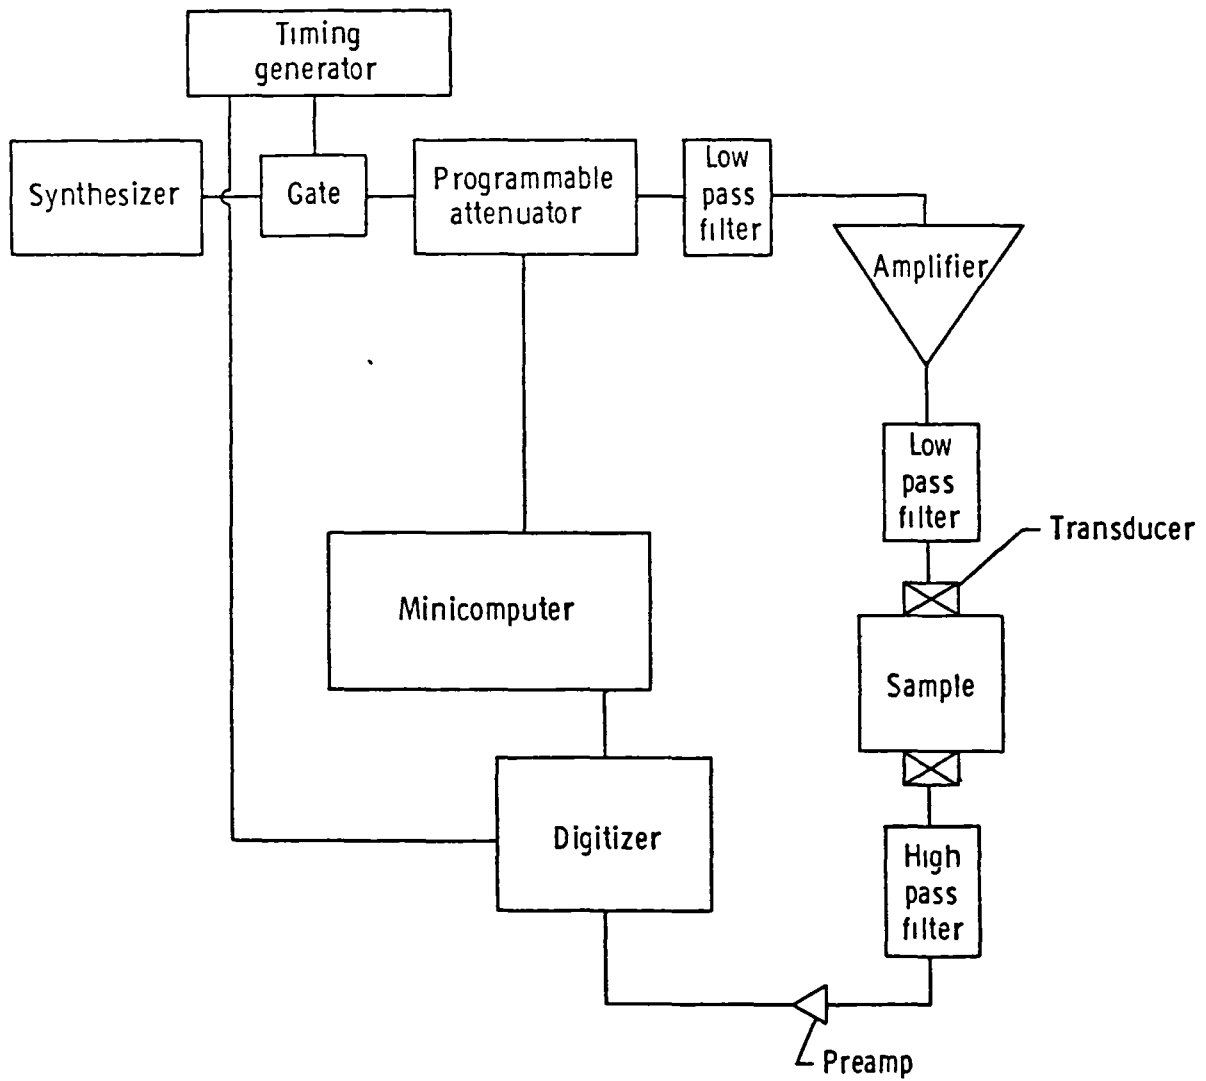 Timing
generator
Synthesizer
Gate
Programmable
attenuator
Low
pass
filter
Amplifier
Low
pass
filter
Transducer
Minicomputer
Sample
Digitizer
High
pass
filter
Preamp